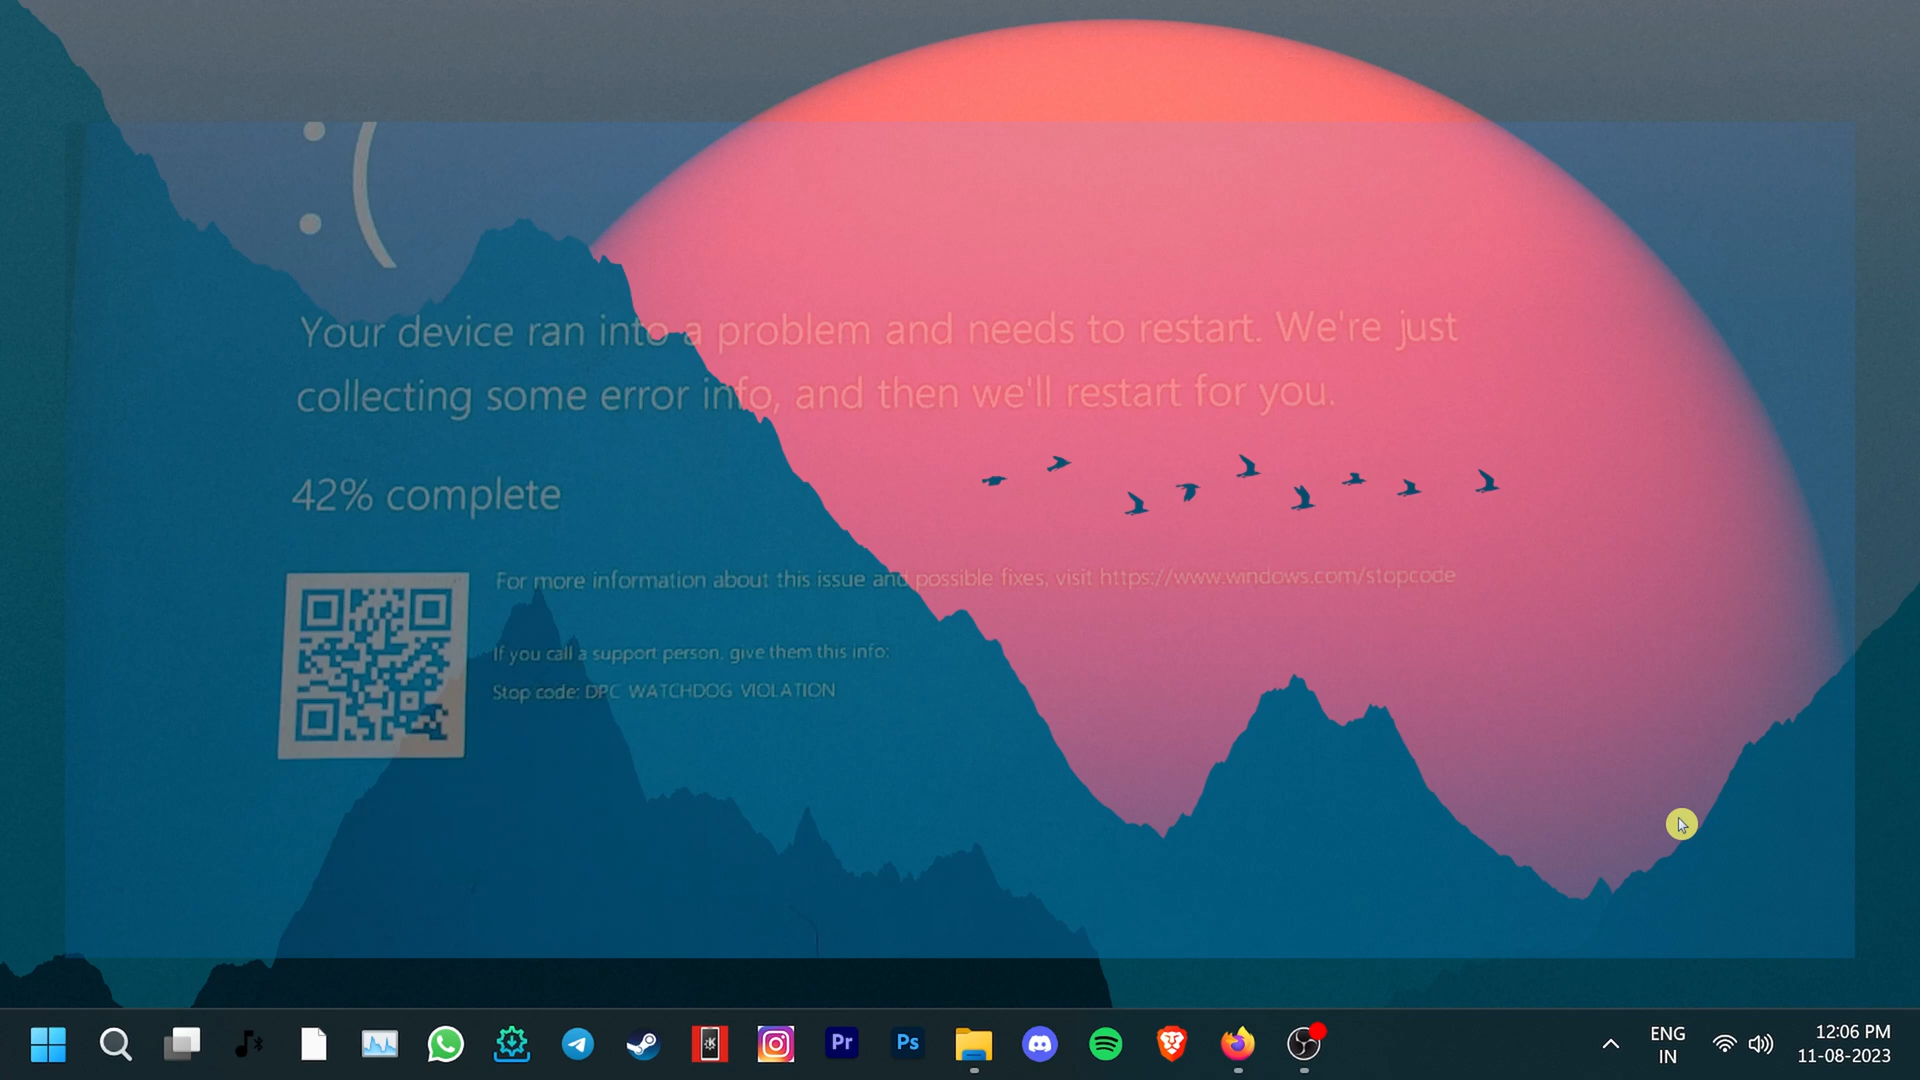 :(
Your device ran into a problem and needs to restart. We're just
collecting some error info, and then we'll restart for you.
42% complete
For more information about this issue and possible fixes, visit https://www.windows.com/stopcode
If you call a support person, give them this info:
Stop code: DPC WATCHDOG VIOLATION
Pr
Ps
ENG
IN
12:06 PM
11-08-2023